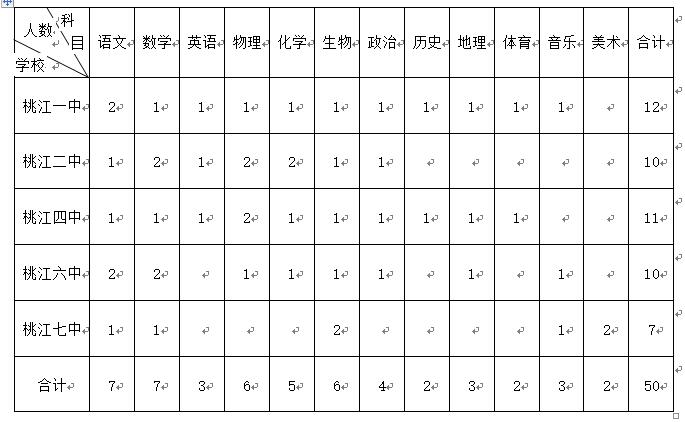 人数 科目 学校 语文 数学 英语 物理 化学 生物 政治 历史 地理 体育 音乐 美术 合计
桃江一中 2 1 1 1 1 1 1 1 1 1 1 12
桃江二中 1 2 1 2 2 1 1 10
桃江四中 1 1 1 2 1 1 1 1 1 1 11
桃江六中 2 2 1 1 1 1 1 1 10
桃江七中 1 1 2 1 2 7
合计 7 7 3 6 5 6 4 2 3 2 3 2 50